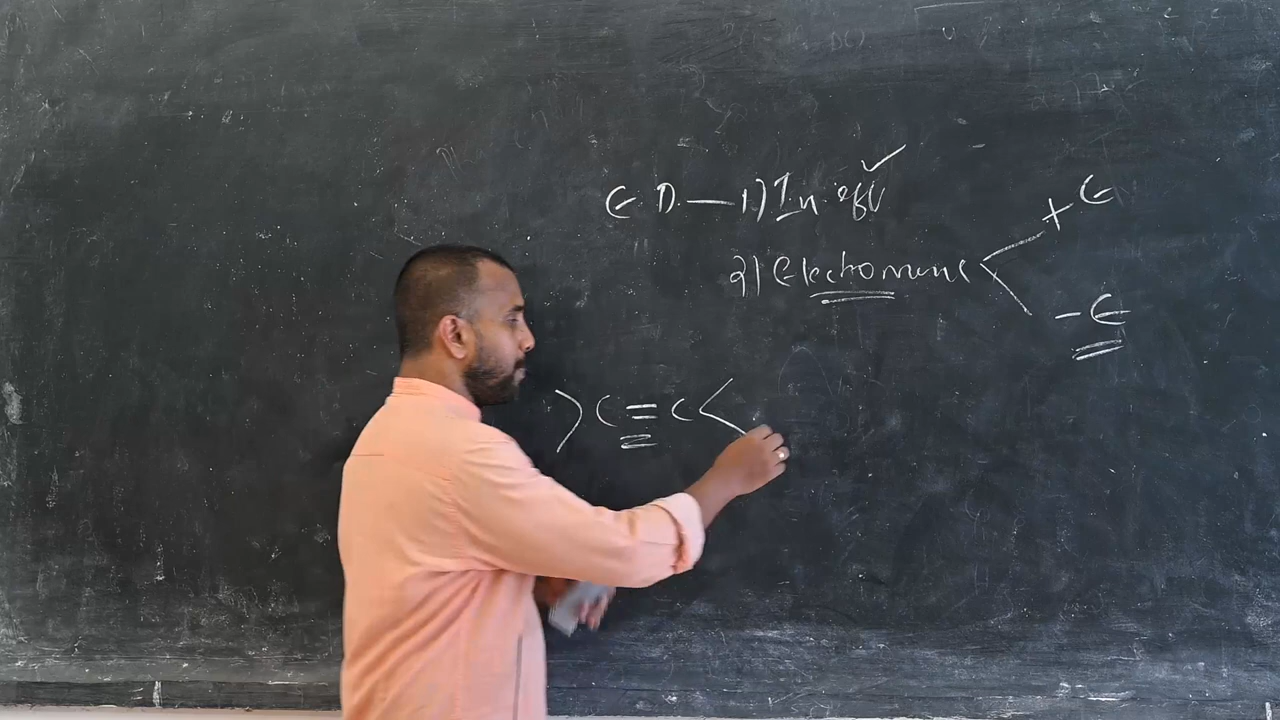 E.D. — 1) In. eff ✓
2) Electromeric < + E
- E
>C=C<